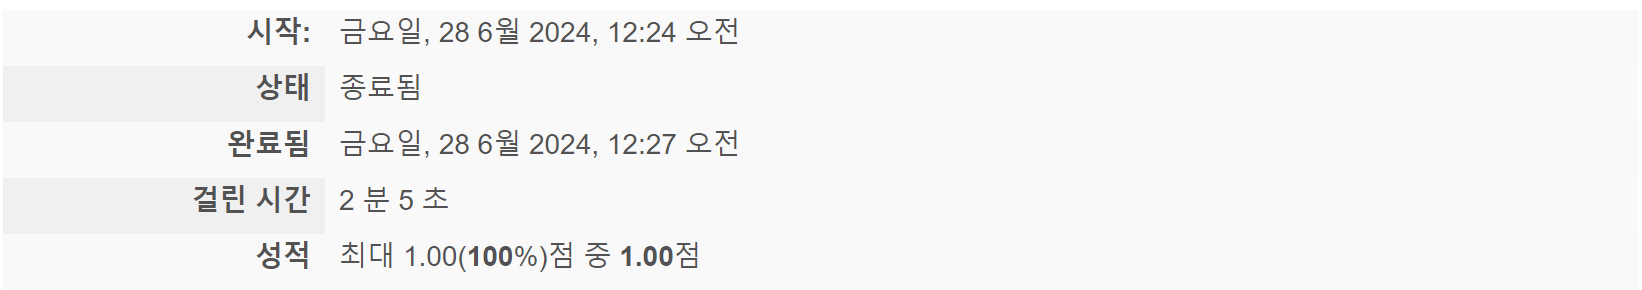 시작: 금요일, 28 6월 2024, 12:24 오전
상태 종료됨
완료됨 금요일, 28 6월 2024, 12:27 오전
걸린 시간 2 분 5 초
성적 최대 1.00(100%)점 중 1.00점